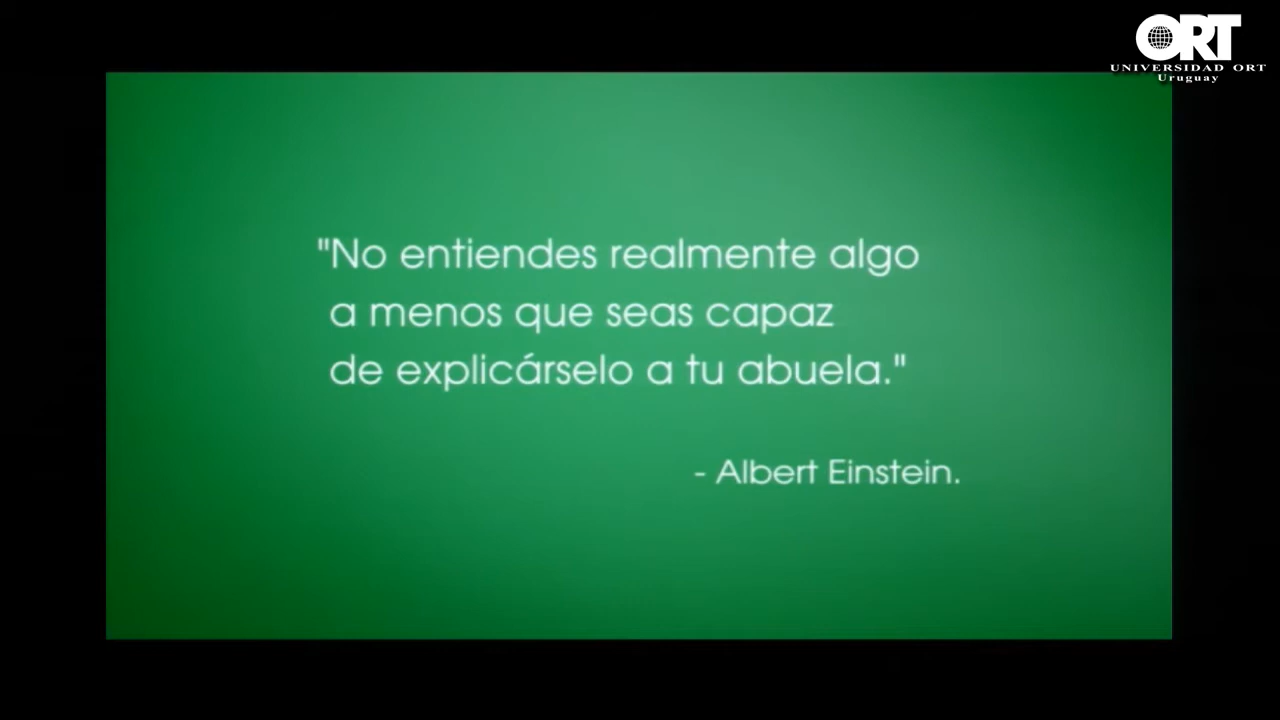 ORT
UNIVERSIDAD ORT
Uruguay
"No entiendes realmente algo
a menos que seas capaz
de explicárselo a tu abuela."
- Albert Einstein.